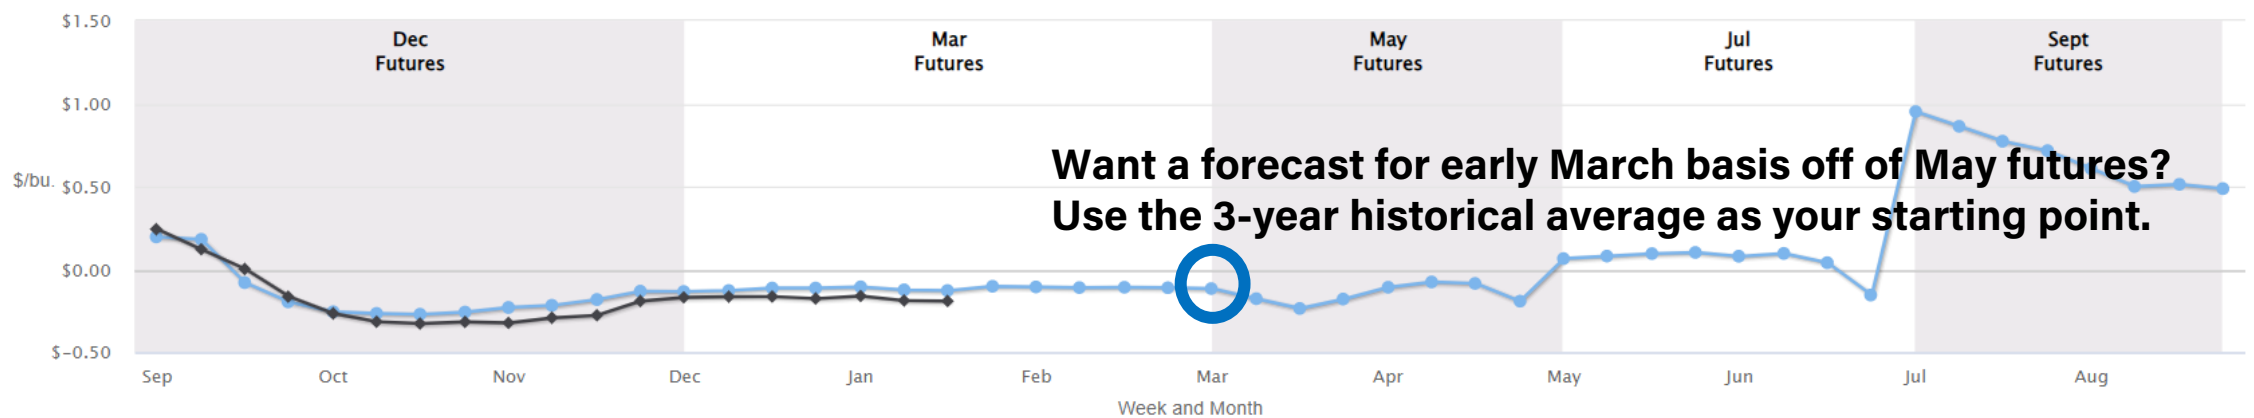 $1.50
Dec
Futures
Mar
Futures
May
Futures
Jul
Futures
Sept
Futures
$1.00
Want a forecast for early March basis off of May futures?
$/bu.
$0.50
Use the 3-year historical average as your starting point.
$0.00
$-0.50
Sep Oct Nov Dec Jan Feb Mar Apr May Jun Jul Aug
Week and Month